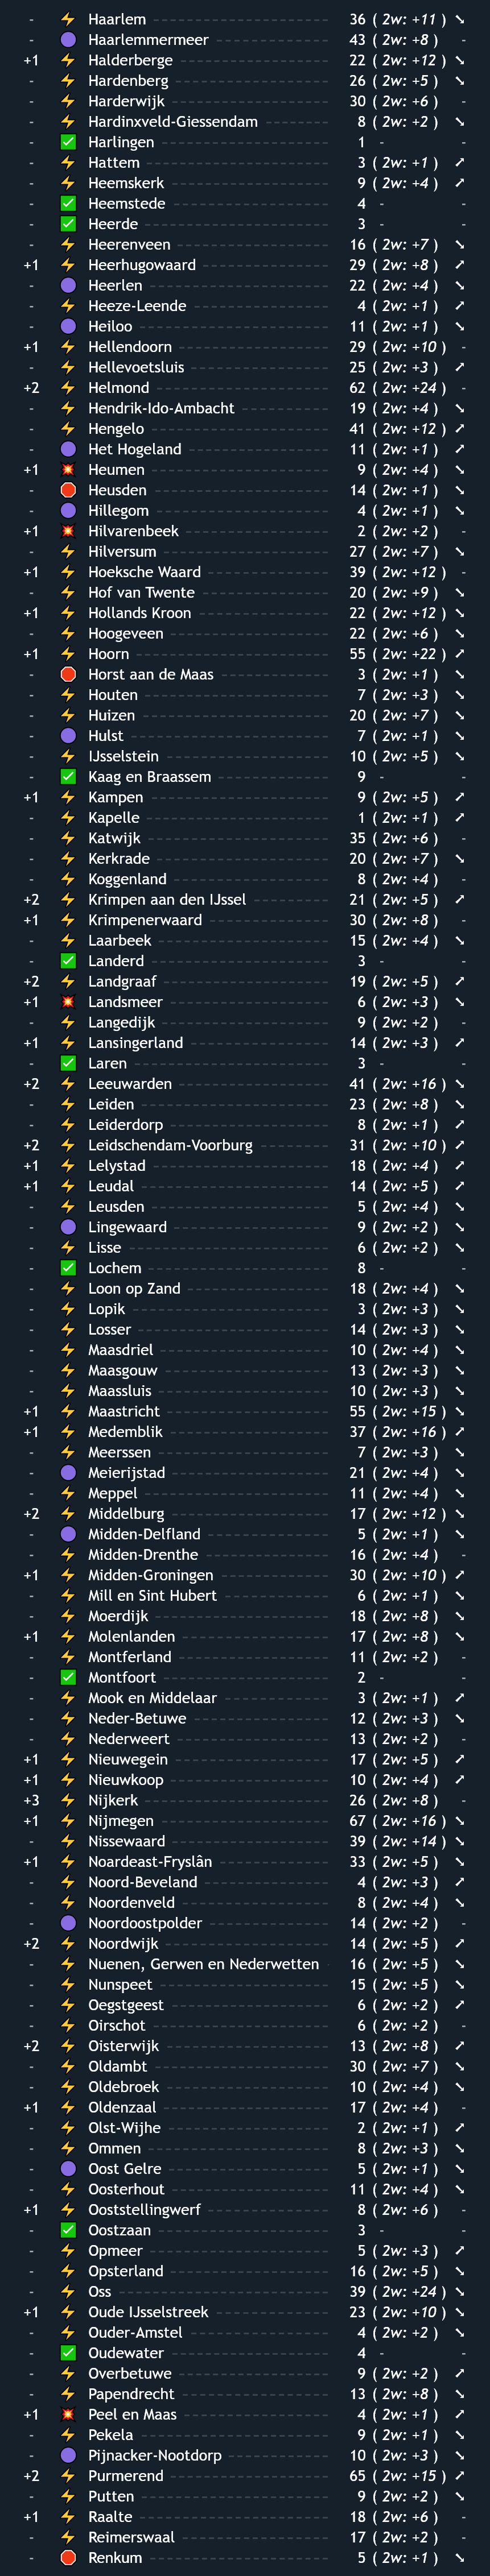 - ⚡ Haarlem 36 ( 2w: +11 ) ➘
- 🟣 Haarlemmermeer 43 ( 2w: +8 ) -
+1 ⚡ Halderberge 22 ( 2w: +12 ) ➘
- ⚡ Hardenberg 26 ( 2w: +5 ) ➘
- ⚡ Harderwijk 30 ( 2w: +6 ) -
- ⚡ Hardinxveld-Giessendam 8 ( 2w: +2 ) ➘
- ✅ Harlingen 1 - -
- ⚡ Hattem 3 ( 2w: +1 ) ➚
- ⚡ Heemskerk 9 ( 2w: +4 ) ➚
- ✅ Heemstede 4 - -
- ✅ Heerde 3 - -
- ⚡ Heerenveen 16 ( 2w: +7 ) ➘
+1 ⚡ Heerhugowaard 29 ( 2w: +8 ) ➚
- 🟣 Heerlen 22 ( 2w: +4 ) ➘
- ⚡ Heeze-Leende 4 ( 2w: +1 ) ➚
- 🟣 Heiloo 11 ( 2w: +1 ) ➘
+1 ⚡ Hellendoorn 29 ( 2w: +10 ) -
- ⚡ Hellevoetsluis 25 ( 2w: +3 ) ➚
+2 ⚡ Helmond 62 ( 2w: +24 ) -
- ⚡ Hendrik-Ido-Ambacht 19 ( 2w: +4 ) ➘
- ⚡ Hengelo 41 ( 2w: +12 ) ➚
- 🟣 Het Hogeland 11 ( 2w: +1 ) ➚
+1 💥 Heumen 9 ( 2w: +4 ) ➘
- 🛑 Heusden 14 ( 2w: +1 ) ➘
- 🟣 Hillegom 4 ( 2w: +1 ) ➘
+1 💥 Hilvarenbeek 2 ( 2w: +2 ) -
- ⚡ Hilversum 27 ( 2w: +7 ) ➘
+1 ⚡ Hoeksche Waard 39 ( 2w: +12 ) -
- ⚡ Hof van Twente 20 ( 2w: +9 ) ➘
+1 ⚡ Hollands Kroon 22 ( 2w: +12 ) ➘
- ⚡ Hoogeveen 22 ( 2w: +6 ) ➘
+1 ⚡ Hoorn 55 ( 2w: +22 ) ➚
- 🛑 Horst aan de Maas 3 ( 2w: +1 ) ➘
- ⚡ Houten 7 ( 2w: +3 ) ➘
- ⚡ Huizen 20 ( 2w: +7 ) ➘
- 🟣 Hulst 7 ( 2w: +1 ) ➘
- ⚡ IJsselstein 10 ( 2w: +5 ) ➘
- ✅ Kaag en Braassem 9 - -
+1 ⚡ Kampen 9 ( 2w: +5 ) ➚
- ⚡ Kapelle 1 ( 2w: +1 ) ➚
- ⚡ Katwijk 35 ( 2w: +6 ) -
- ⚡ Kerkrade 20 ( 2w: +7 ) ➘
- ⚡ Koggenland 8 ( 2w: +4 ) -
+2 ⚡ Krimpen aan den IJssel 21 ( 2w: +5 ) ➚
+1 ⚡ Krimpenerwaard 30 ( 2w: +8 ) -
- ⚡ Laarbeek 15 ( 2w: +4 ) ➘
- ✅ Landerd 3 - -
+2 ⚡ Landgraaf 19 ( 2w: +5 ) ➚
+1 💥 Landsmeer 6 ( 2w: +3 ) ➘
- ⚡ Langedijk 9 ( 2w: +2 ) -
+1 ⚡ Lansingerland 14 ( 2w: +3 ) ➚
- ✅ Laren 3 - -
+2 ⚡ Leeuwarden 41 ( 2w: +16 ) ➘
- ⚡ Leiden 23 ( 2w: +8 ) ➘
- ⚡ Leiderdorp 8 ( 2w: +1 ) ➚
+2 ⚡ Leidschendam-Voorburg 31 ( 2w: +10 ) ➚
+1 ⚡ Lelystad 18 ( 2w: +4 ) ➚
+1 ⚡ Leudal 14 ( 2w: +5 ) ➚
- ⚡ Leusden 5 ( 2w: +4 ) ➘
- 🟣 Lingewaard 9 ( 2w: +2 ) ➘
- ⚡ Lisse 6 ( 2w: +2 ) ➘
- ✅ Lochem 8 - -
- ⚡ Loon op Zand 18 ( 2w: +4 ) ➘
- ⚡ Lopik 3 ( 2w: +3 ) ➘
- ⚡ Losser 14 ( 2w: +3 ) ➘
- ⚡ Maasdriel 10 ( 2w: +4 ) ➘
- ⚡ Maasgouw 13 ( 2w: +3 ) ➘
- ⚡ Maassluis 10 ( 2w: +3 ) ➘
+1 ⚡ Maastricht 55 ( 2w: +15 ) ➘
+1 ⚡ Medemblik 37 ( 2w: +16 ) ➚
- ⚡ Meerssen 7 ( 2w: +3 ) ➘
- 🟣 Meierijstad 21 ( 2w: +4 ) ➘
- ⚡ Meppel 11 ( 2w: +4 ) ➘
+2 ⚡ Middelburg 17 ( 2w: +12 ) ➘
- 🟣 Midden-Delfland 5 ( 2w: +1 ) ➘
- ⚡ Midden-Drenthe 16 ( 2w: +4 ) -
+1 ⚡ Midden-Groningen 30 ( 2w: +10 ) ➚
- ⚡ Mill en Sint Hubert 6 ( 2w: +1 ) ➘
- ⚡ Moerdijk 18 ( 2w: +8 ) ➘
+1 ⚡ Molenlanden 17 ( 2w: +8 ) ➘
- ⚡ Montferland 11 ( 2w: +2 ) -
- ✅ Montfoort 2 - -
- ⚡ Mook en Middelaar 3 ( 2w: +1 ) ➚
- ⚡ Neder-Betuwe 12 ( 2w: +3 ) ➘
- ⚡ Nederweert 13 ( 2w: +2 ) -
+1 ⚡ Nieuwegein 17 ( 2w: +5 ) ➚
+1 ⚡ Nieuwkoop 10 ( 2w: +4 ) ➚
+3 ⚡ Nijkerk 26 ( 2w: +8 ) -
+1 ⚡ Nijmegen 67 ( 2w: +16 ) ➘
- ⚡ Nissewaard 39 ( 2w: +14 ) ➘
+1 ⚡ Noardeast-Fryslân 33 ( 2w: +5 ) ➘
- ⚡ Noord-Beveland 4 ( 2w: +3 ) ➚
- ⚡ Noordenveld 8 ( 2w: +4 ) ➘
- 🟣 Noordoostpolder 14 ( 2w: +2 ) -
+2 ⚡ Noordwijk 14 ( 2w: +5 ) ➚
- ⚡ Nuenen, Gerwen en Nederwetten 16 ( 2w: +5 ) ➘
- ⚡ Nunspeet 15 ( 2w: +5 ) ➘
- ⚡ Oegstgeest 6 ( 2w: +2 ) ➚
- ⚡ Oirschot 6 ( 2w: +2 ) -
+2 ⚡ Oisterwijk 13 ( 2w: +8 ) ➚
- ⚡ Oldambt 30 ( 2w: +7 ) ➘
- ⚡ Oldebroek 10 ( 2w: +4 ) ➘
+1 ⚡ Oldenzaal 17 ( 2w: +4 ) -
- ⚡ Olst-Wijhe 2 ( 2w: +1 ) ➚
- ⚡ Ommen 8 ( 2w: +3 ) ➘
- 🟣 Oost Gelre 5 ( 2w: +1 ) ➘
- ⚡ Oosterhout 11 ( 2w: +4 ) ➘
+1 ⚡ Ooststellingwerf 8 ( 2w: +6 ) -
- ✅ Oostzaan 3 - -
- ⚡ Opmeer 5 ( 2w: +3 ) ➚
- ⚡ Opsterland 16 ( 2w: +5 ) ➘
- ⚡ Oss 39 ( 2w: +24 ) ➘
+1 ⚡ Oude IJsselstreek 23 ( 2w: +10 ) ➘
- ⚡ Ouder-Amstel 4 ( 2w: +2 ) ➘
- ✅ Oudewater 4 - -
- ⚡ Overbetuwe 9 ( 2w: +2 ) ➚
- ⚡ Papendrecht 13 ( 2w: +8 ) ➘
+1 💥 Peel en Maas 4 ( 2w: +1 ) ➚
- ⚡ Pekela 9 ( 2w: +1 ) ➘
- 🟣 Pijnacker-Nootdorp 10 ( 2w: +3 ) ➘
+2 ⚡ Purmerend 65 ( 2w: +15 ) ➚
- ⚡ Putten 9 ( 2w: +2 ) ➘
+1 ⚡ Raalte 18 ( 2w: +6 ) -
- ⚡ Reimerswaal 17 ( 2w: +2 ) -
- 🛑 Renkum 5 ( 2w: +1 ) ➘